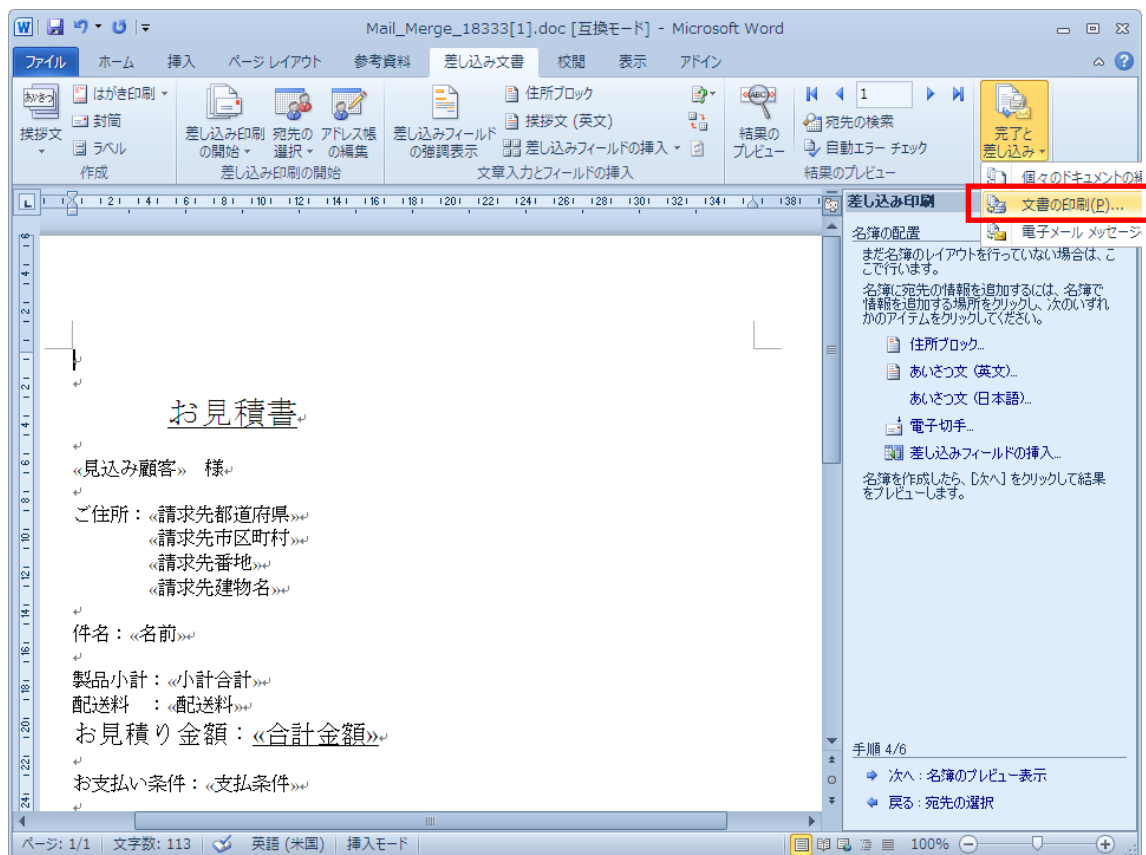 Mail_Merge_18333[1].doc [互換モード] - Microsoft Word
ファイル ホーム 挿入 ページ レイアウト 参考資料 差し込み文書 校閲 表示 アドイン
あいさつ
挨拶文
はがき印刷
封筒
ラベル
作成
差し込み印刷の開始
宛先の選択
アドレス帳の編集
差し込み印刷の開始
差し込みフィールドの強調表示
住所ブロック
挨拶文 (英文)
差し込みフィールドの挿入
文章入力とフィールドの挿入
«ABC»
結果のプレビュー
1
宛先の検索
自動エラー チェック
結果のプレビュー
完了と差し込み
個々のドキュメントの
文書の印刷(P)...
電子メール メッセージ
お見積書
«見込み顧客» 様
ご住所：«請求先都道府県»
«請求先市区町村»
«請求先番地»
«請求先建物名»
件名：«名前»
製品小計：«小計合計»
配送料　：«配送料»
お見積り金額：«合計金額»
お支払い条件：«支払条件»
差し込み印刷
名簿の配置
まだ名簿のレイアウトを行っていない場合は、こ
こで行います。
名簿に宛先の情報を追加するには、名簿で
情報を追加する場所をクリックし、次のいずれ
かのアイテムをクリックしてください。
住所ブロック...
あいさつ文 (英文)...
あいさつ文 (日本語)...
電子切手...
差し込みフィールドの挿入...
名簿を作成したら、[次へ] をクリックして結果
をプレビューします。
手順 4/6
次へ : 名簿のプレビュー表示
戻る : 宛先の選択
ページ: 1/1 文字数: 113 英語 (米国) 挿入モード 100%